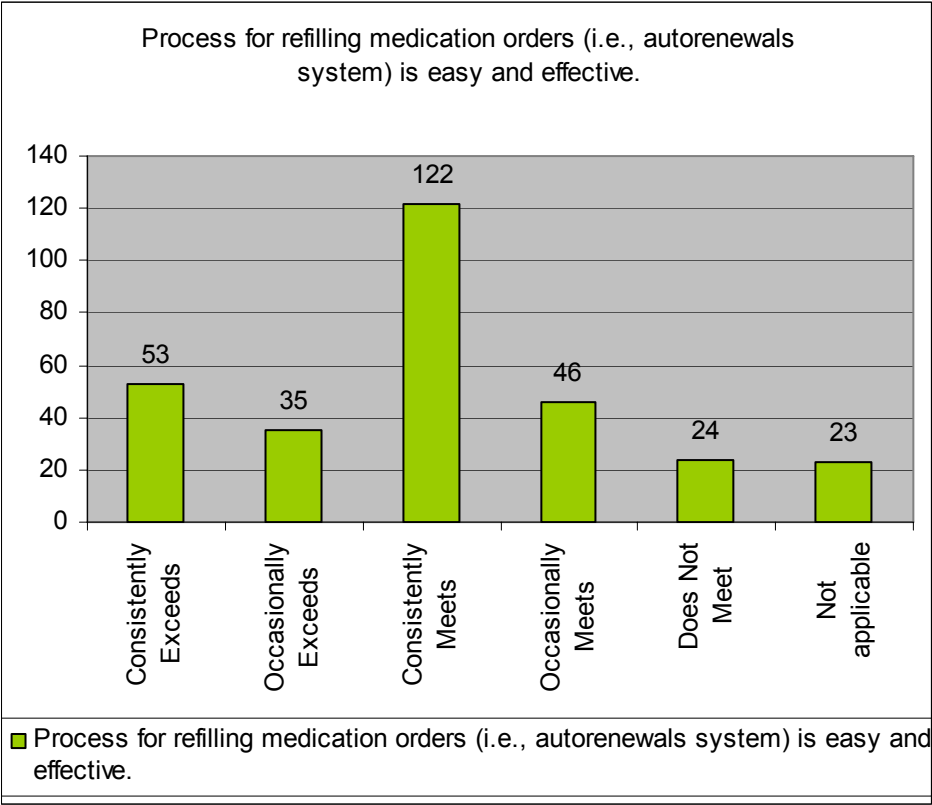 Process for refilling medication orders (i.e., autorenewals
system) is easy and effective.
140
120
100
80
60
40
20
0
53
35
122
46
24
23
Consistently
Exceeds
Occasionally
Exceeds
Consistently
Meets
Occasionally
Meets
Does Not
Meet
Not
applicable
Process for refilling medication orders (i.e., autorenewals system) is easy and
effective.